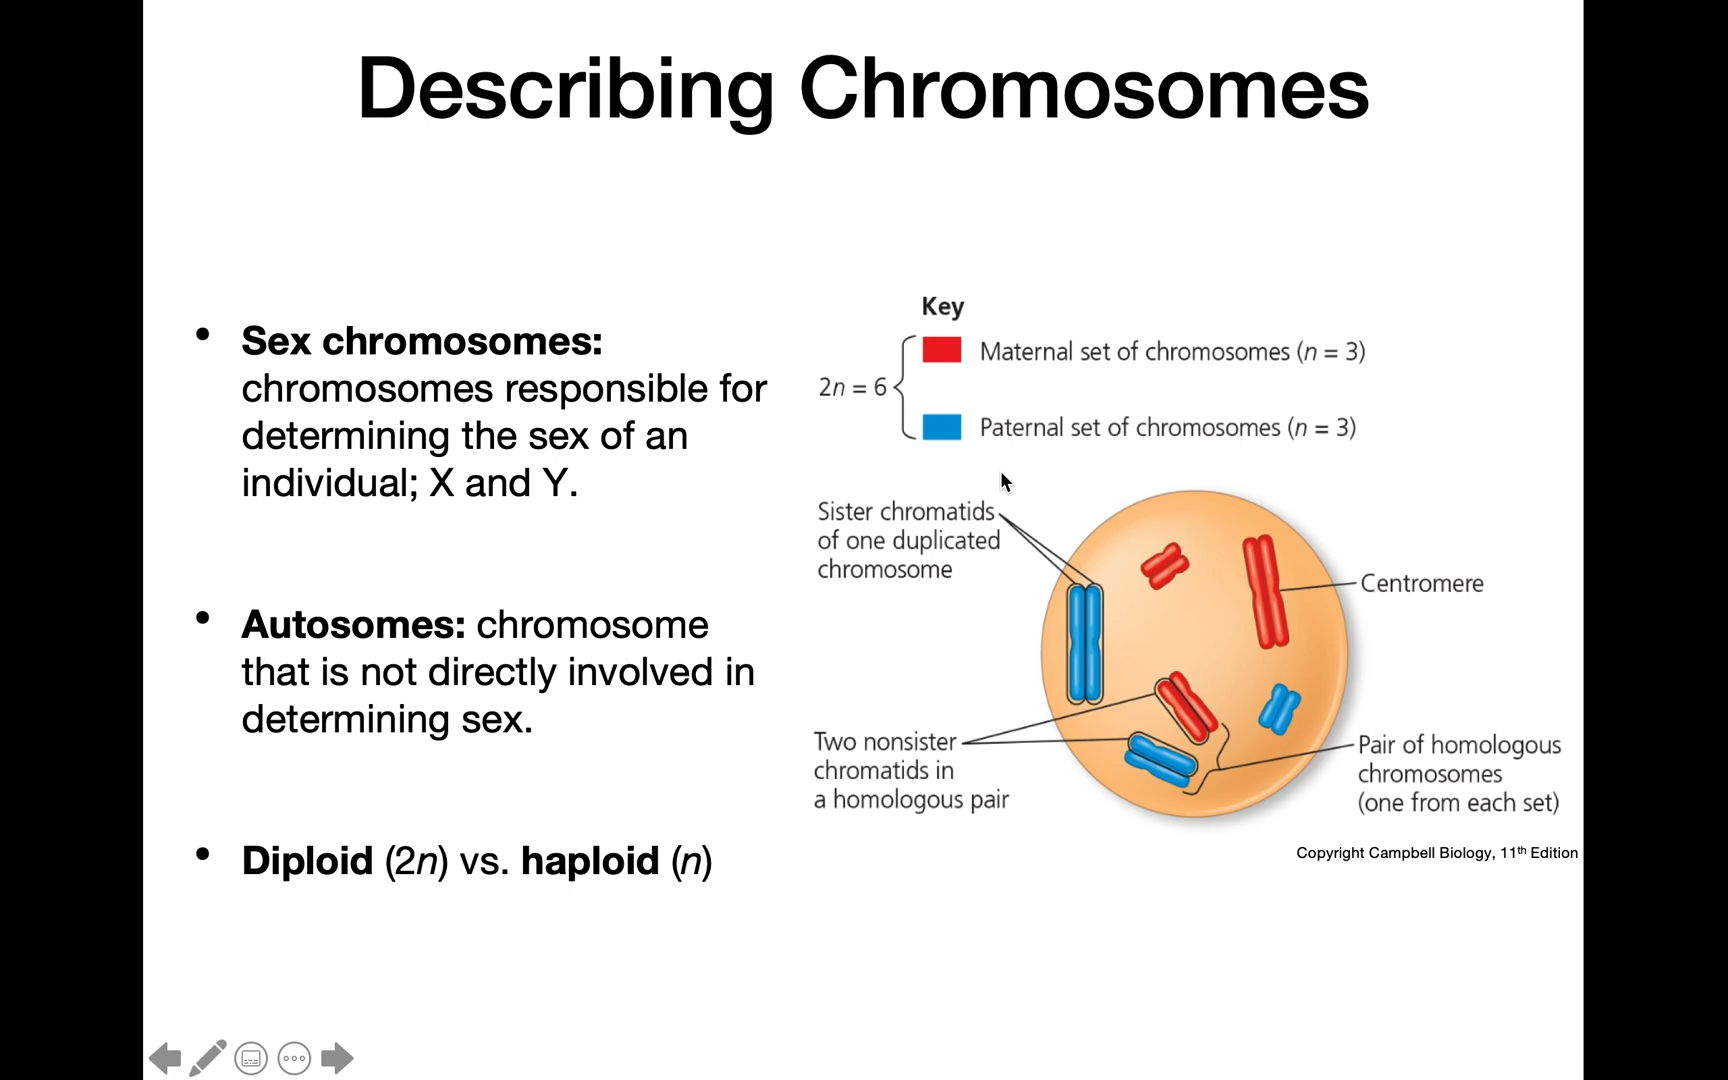 Describing Chromosomes
• Sex chromosomes:
chromosomes responsible for
determining the sex of an
individual; X and Y.
• Autosomes: chromosome
that is not directly involved in
determining sex.
• Diploid (2n) vs. haploid (n)
Key
2n = 6
Maternal set of chromosomes (n = 3)
Paternal set of chromosomes (n = 3)
Sister chromatids
of one duplicated
chromosome
Centromere
Two nonsister
chromatids in
a homologous pair
Pair of homologous
chromosomes
(one from each set)
Copyright Campbell Biology, 11th Edition